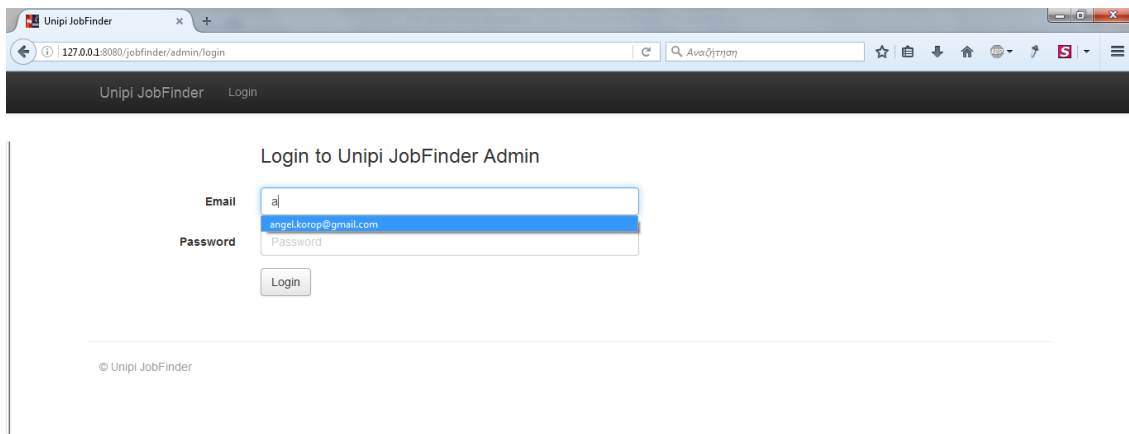 Unipi JobFinder
127.0.0.1:8080/jobfinder/admin/login
Αναζήτηση
ABP
S
Unipi JobFinder Login
Login to Unipi JobFinder Admin
Email a
angel.korop@gmail.com
Password Password
Login
© Unipi JobFinder